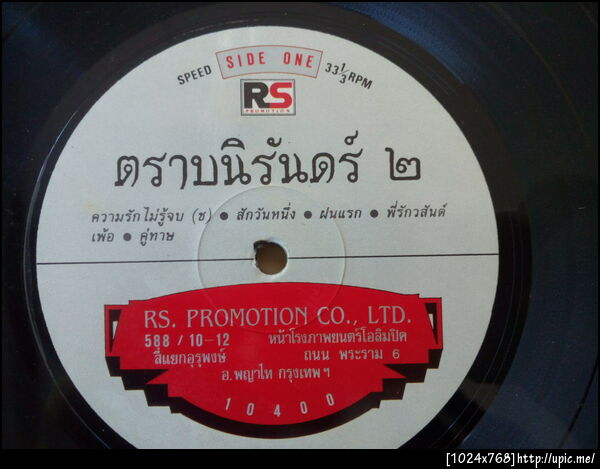 SIDE ONE
SPEED 33 1/3 RPM
RS
PROMOTION
ตราบนิรันดร์ ๒
ความรักไม่รู้จบ (ช) ● สักวันหนึ่ง ● ฝนแรก ● พี่รักวสันต์
เพ้อ ● คู่ทาษ
RS. PROMOTION CO., LTD.
588 / 10-12 หน้าโรงภาพยนตร์โอลิมปิค
สี่แยกอุรุพงษ์ ถนน พระราม 6
อ.พญาไท กรุงเทพฯ
10400
[1024x768]http://upic.me/